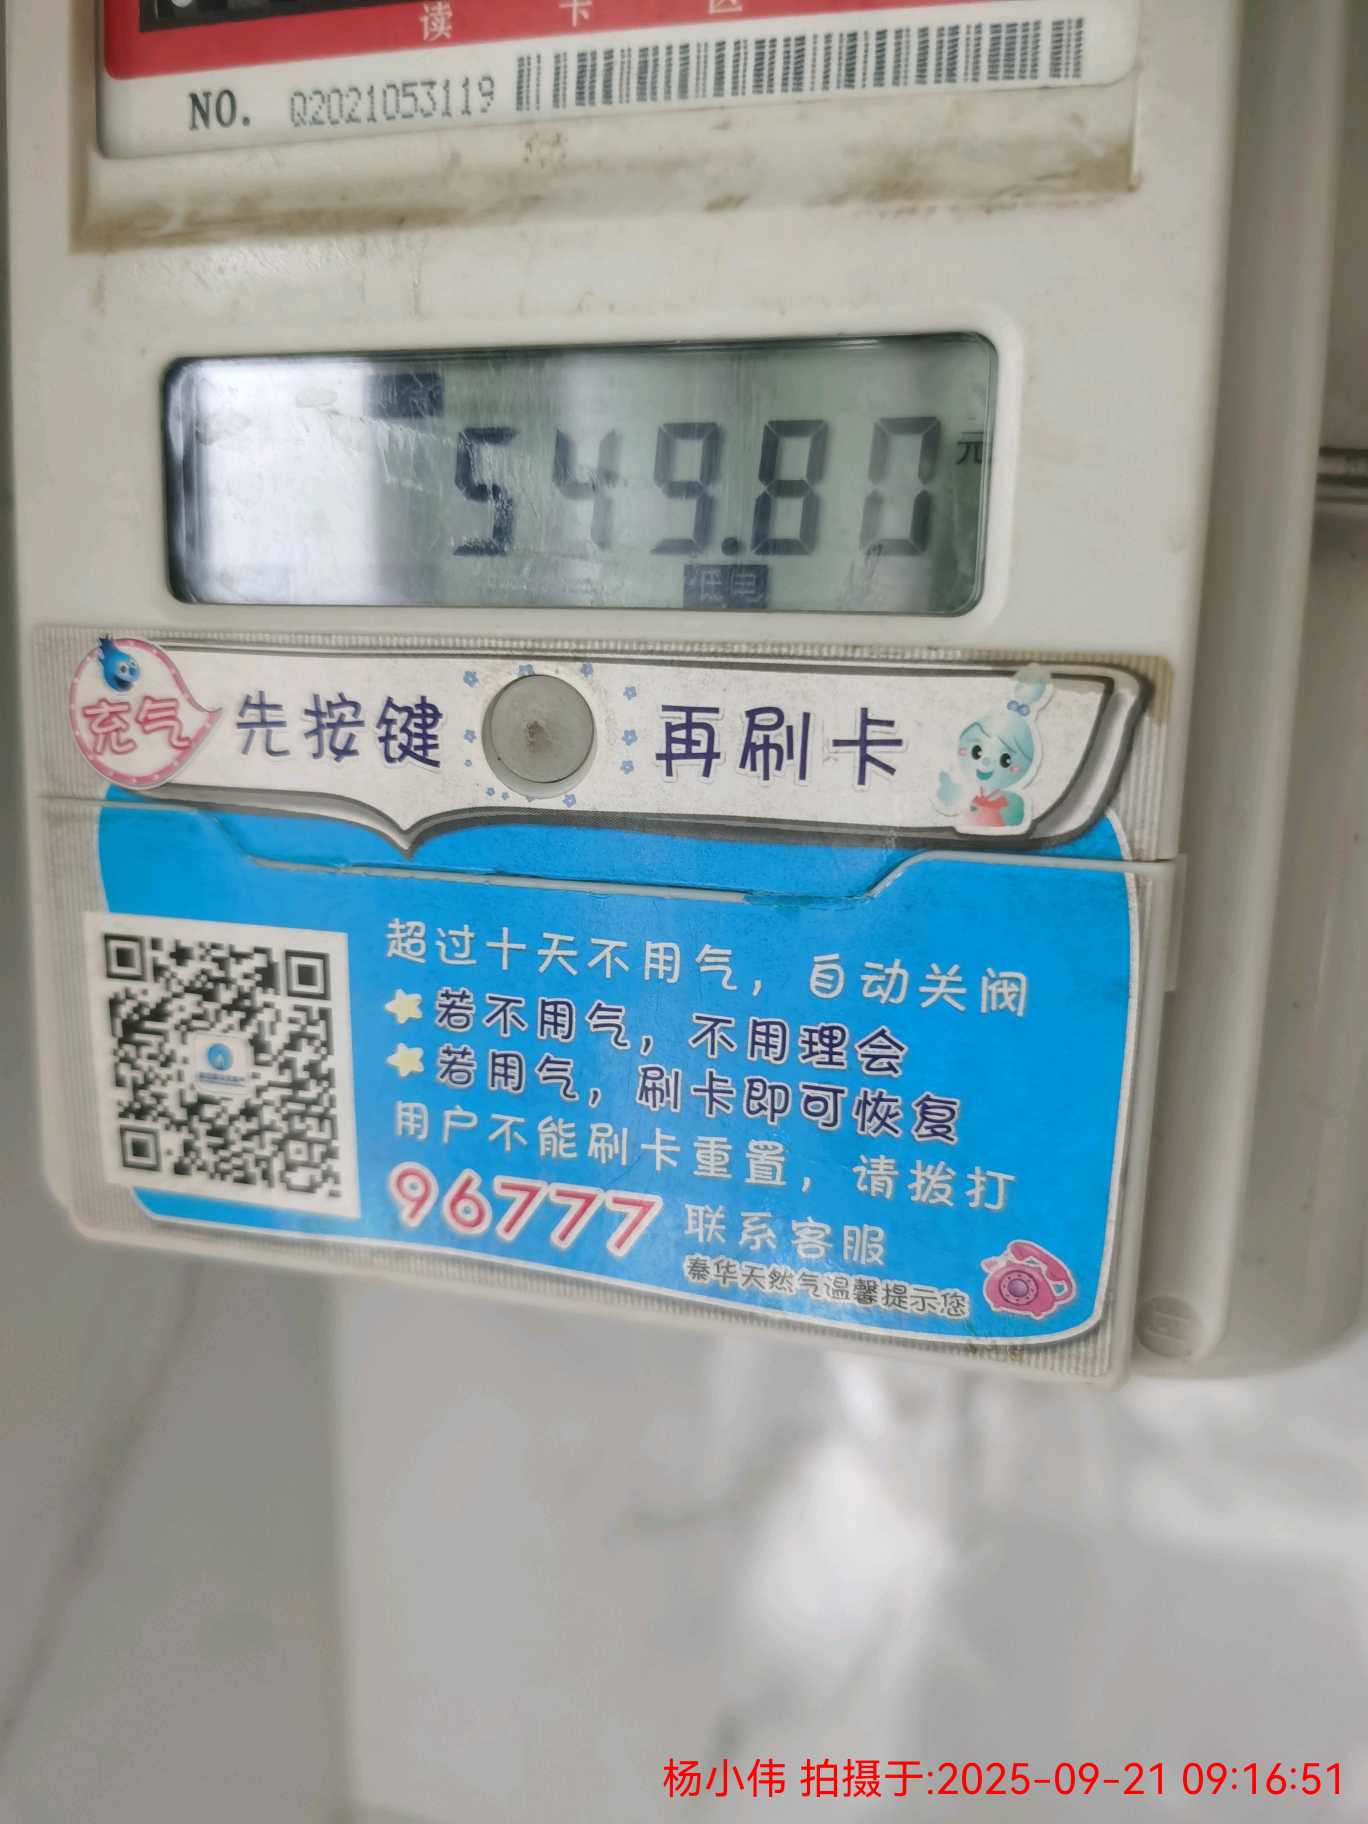 读卡区
NO. Q2021053119
549.80 元
低电
充气 先按键 再刷卡
超过十天不用气，自动关阀
若不用气，不用理会
若用气，刷卡即可恢复
用户不能刷卡重置，请拨打
96777 联系客服
秦华天然气温馨提示您
杨小伟 拍摄于:2025-09-21 09:16:51